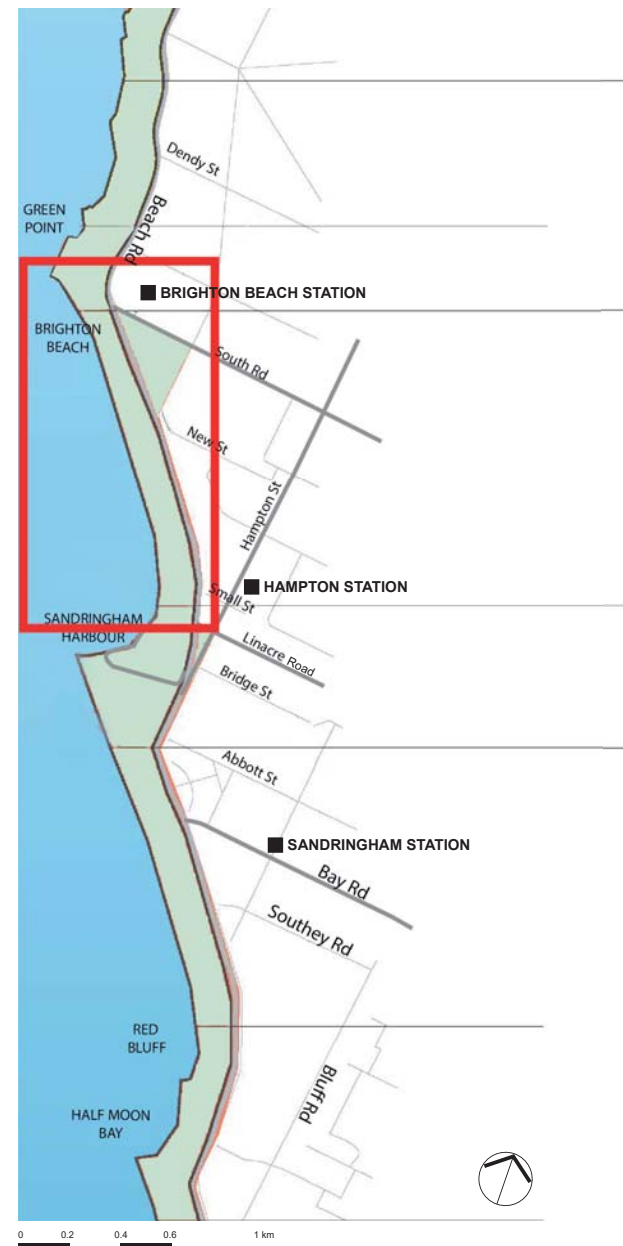 Dendy St
Beach Rd
GREEN
POINT
BRIGHTON BEACH STATION
BRIGHTON
BEACH
South Rd
New St
Hampton St
HAMPTON STATION
Small St
SANDRINGHAM
HARBOUR
Linacre Road
Bridge St
Abbott St
SANDRINGHAM STATION
Bay Rd
Southey Rd
RED
BLUFF
Bluff Rd
HALF MOON
BAY
0 0.2 0.4 0.6 1 km